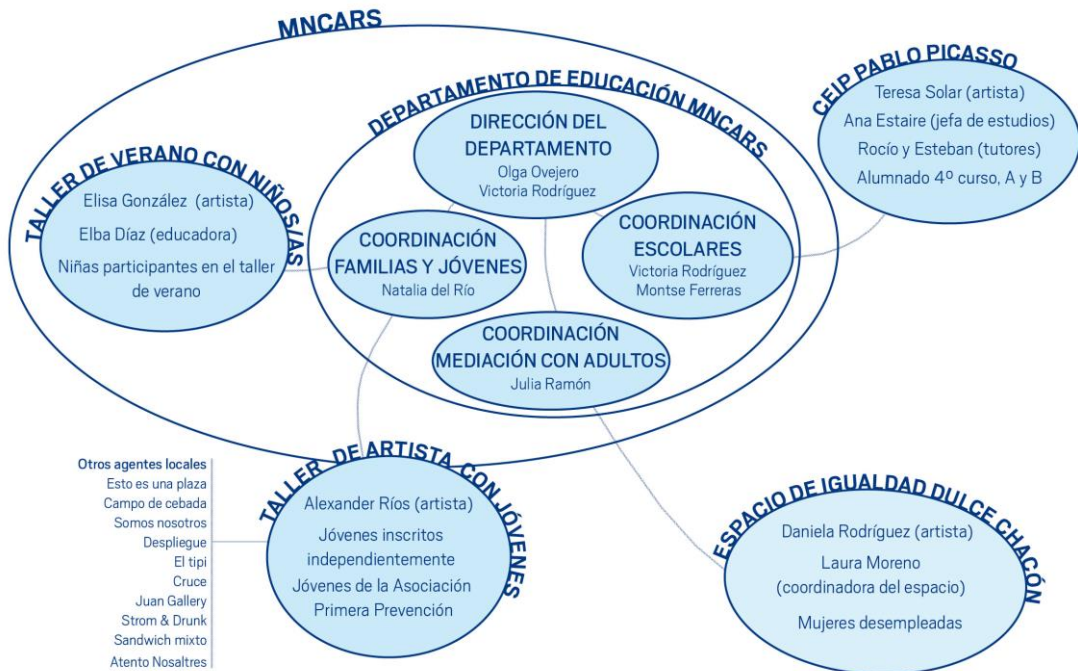 MNCARS
DEPARTAMENTO DE EDUCACIÓN MNCARS
DIRECCIÓN DEL
DEPARTAMENTO
Olga Ovejero
Victoria Rodríguez
COORDINACIÓN
FAMILIAS Y JÓVENES
Natalia del Río
COORDINACIÓN
ESCOLARES
Victoria Rodríguez
Montse Ferreras
COORDINACIÓN
MEDIACIÓN CON ADULTOS
Julia Ramón
TALLER DE VERANO CON NIÑOS/AS
Elisa González (artista)
Elba Díaz (educadora)
Niñas participantes en el taller
de verano
CEIP PABLO PICASSO
Teresa Solar (artista)
Ana Estaire (jefa de estudios)
Rocío y Esteban (tutores)
Alumnado 4º curso, A y B
TALLER DE ARTISTA CON JÓVENES
Alexander Ríos (artista)
Jóvenes inscritos
independientemente
Jóvenes de la Asociación
Primera Prevención
Otros agentes locales
Esto es una plaza
Campo de cebada
Somos nosotros
Despliegue
El tipi
Cruce
Juan Gallery
Strom & Drunk
Sandwich mixto
Atento Nosaltres
ESPACIO DE IGUALDAD DULCE CHACÓN
Daniela Rodríguez (artista)
Laura Moreno
(coordinadora del espacio)
Mujeres desempleadas